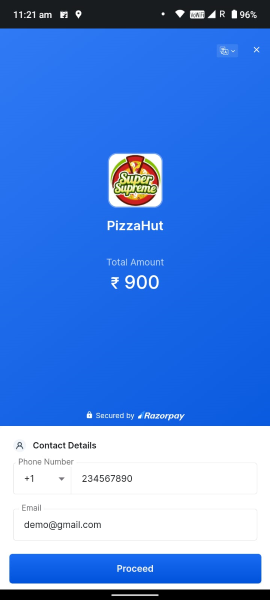 11:21 am
VoWiFi
R
96%
Super
Supreme
PizzaHut
Total Amount
₹ 900
Secured by Razorpay
Contact Details
Phone Number
+1 234567890
Email
demo@gmail.com
Proceed